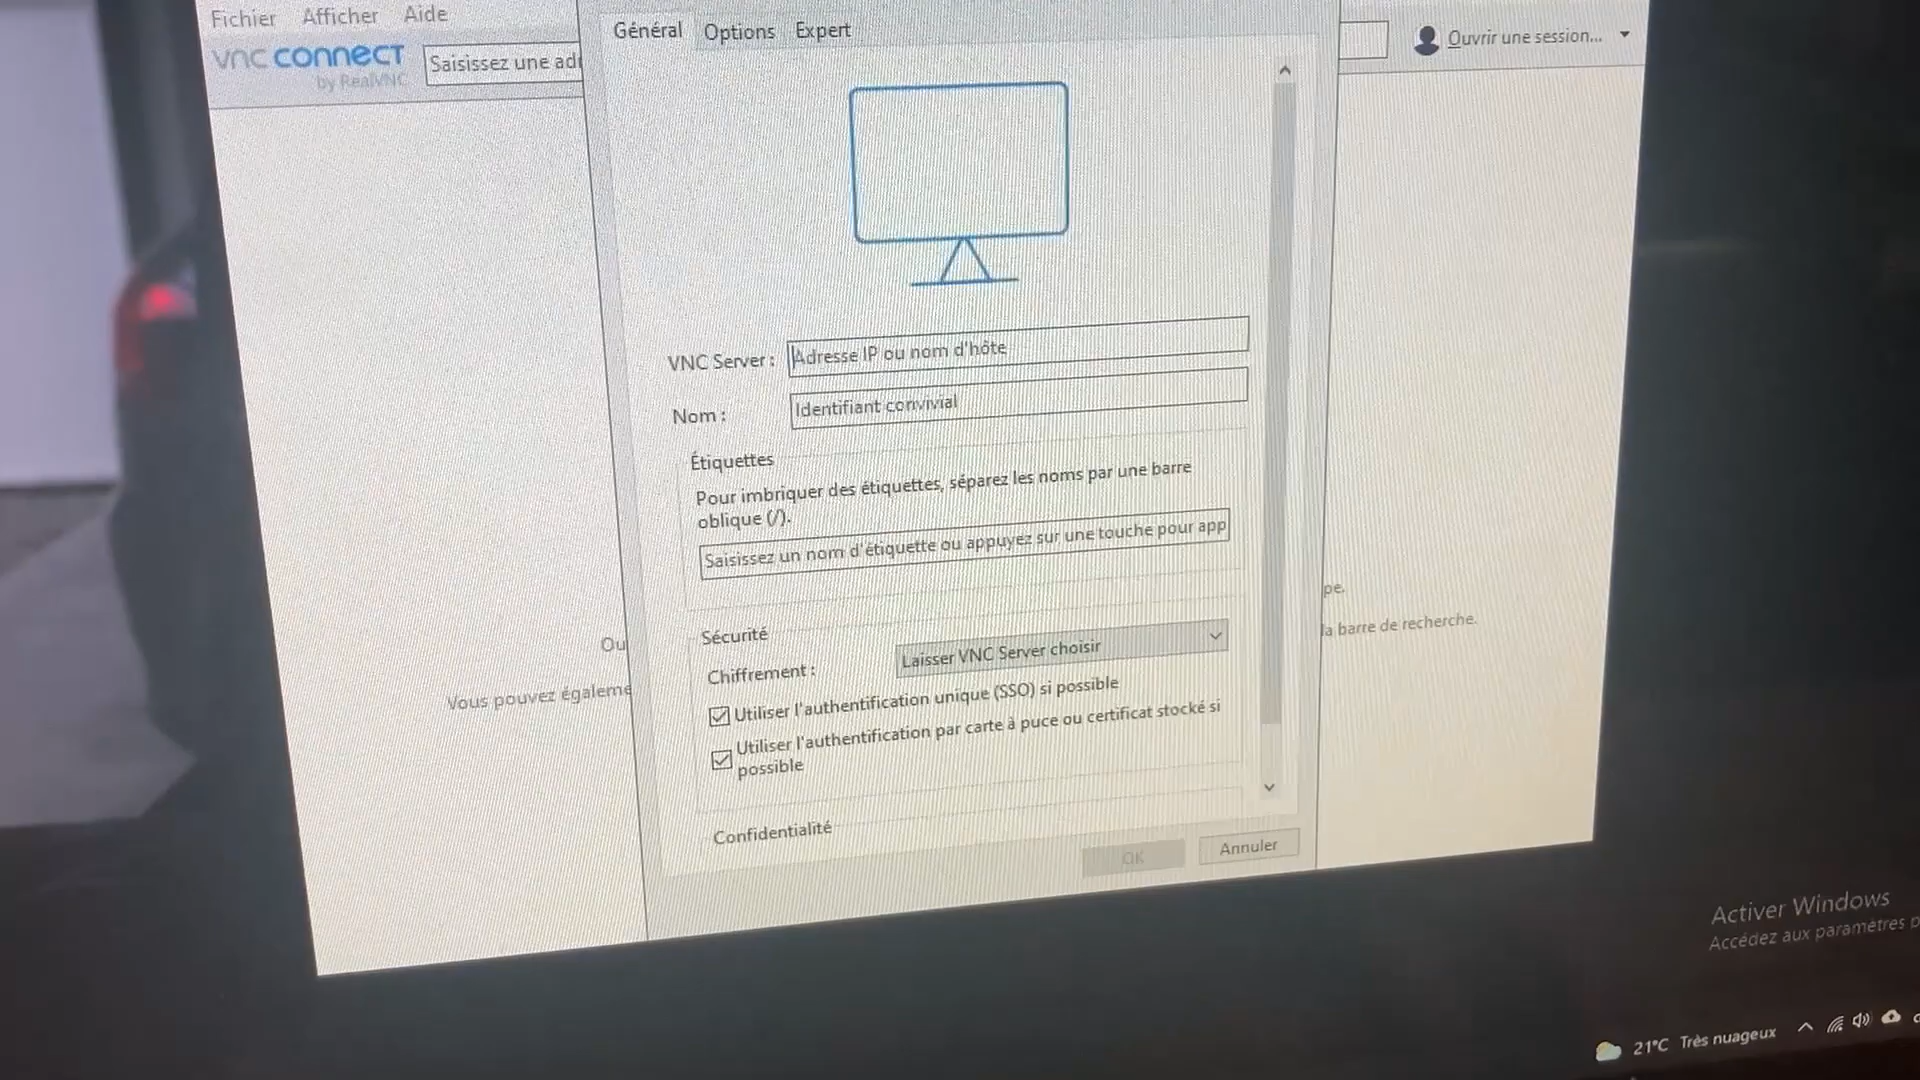 Fichier Afficher Aide
vnc connect
by RealVNC
Saisissez une ad
Ouvrir une session...
Général Options Expert
VNC Server : Adresse IP ou nom d'hôte
Nom : Identifiant convivial
Étiquettes
Pour imbriquer des étiquettes, séparez les noms par une barre
oblique (/).
Saisissez un nom d'étiquette ou appuyez sur une touche pour app
Sécurité
Chiffrement : Laisser VNC Server choisir
Utiliser l'authentification unique (SSO) si possible
Utiliser l'authentification par carte à puce ou certificat stocké si
possible
Confidentialité
OK Annuler
Ou
pe.
Vous pouvez égaleme
la barre de recherche.
Activer Windows
Accédez aux paramètres p
21°C Très nuageux